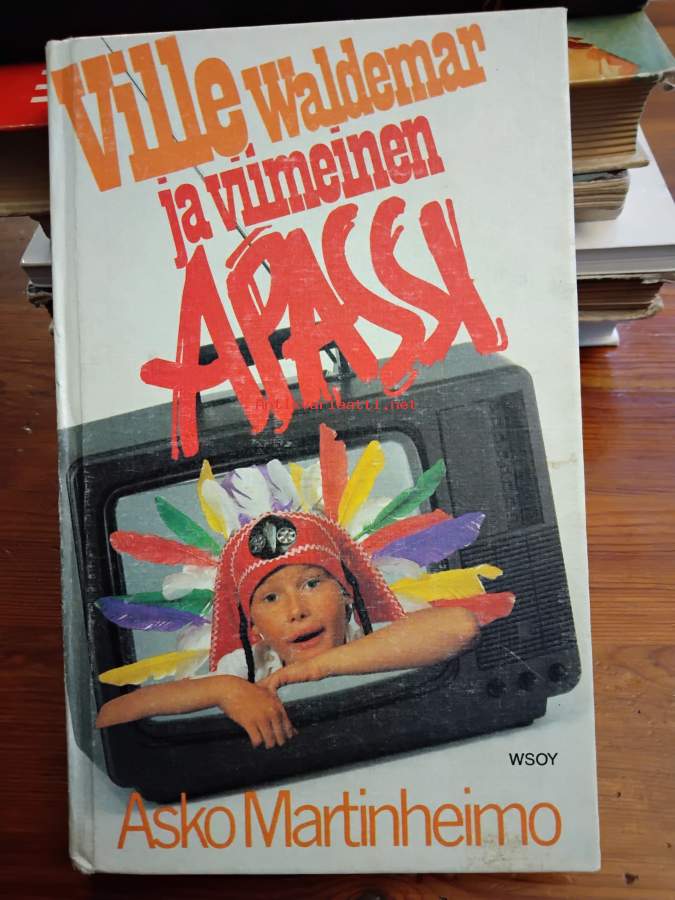 Ville Waldemar
ja viimeinen
APASSI
Antikvariaatti.net
WSOY
Asko Martinheimo